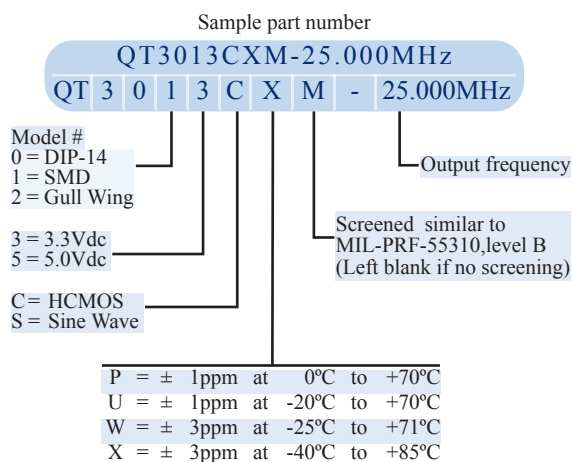 Sample part number
QT3013CXM-25.000MHz
QT 3 0 1 3 C X M - 25.000MHz
Model #
0 = DIP-14
1 = SMD
2 = Gull Wing
Output frequency
3 = 3.3Vdc
5 = 5.0Vdc
Screened similar to
MIL-PRF-55310,level B
(Left blank if no screening)
C= HCMOS
S = Sine Wave
P = ± 1ppm at 0ºC to +70ºC
U = ± 1ppm at -20ºC to +70ºC
W = ± 3ppm at -25ºC to +71ºC
X = ± 3ppm at -40ºC to +85ºC